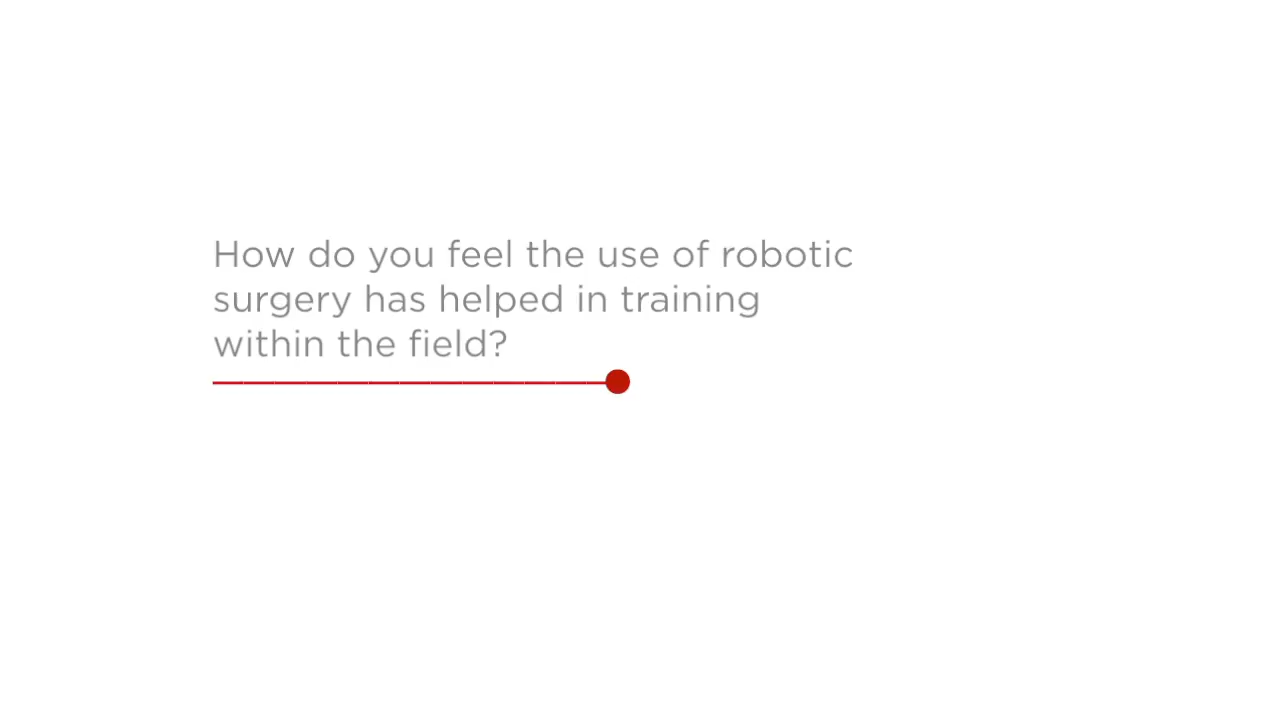 How do you feel the use of robotic
surgery has helped in training
within the field?